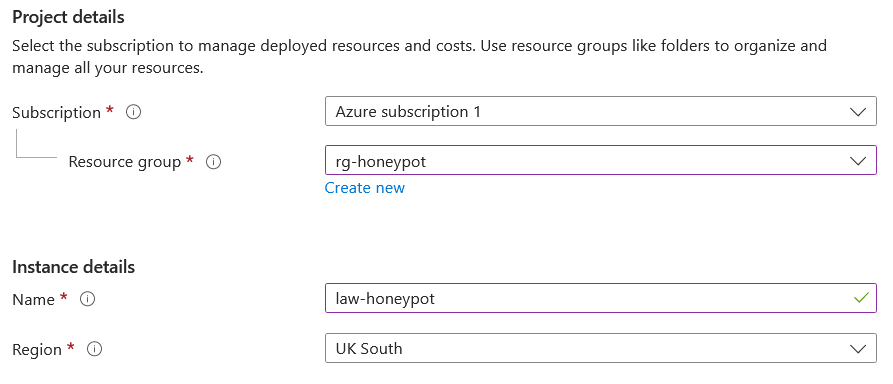 Project details
Select the subscription to manage deployed resources and costs. Use resource groups like folders to organize and
manage all your resources.
Subscription *
Azure subscription 1
Resource group *
rg-honeypot
Create new
Instance details
Name *
law-honeypot
Region *
UK South